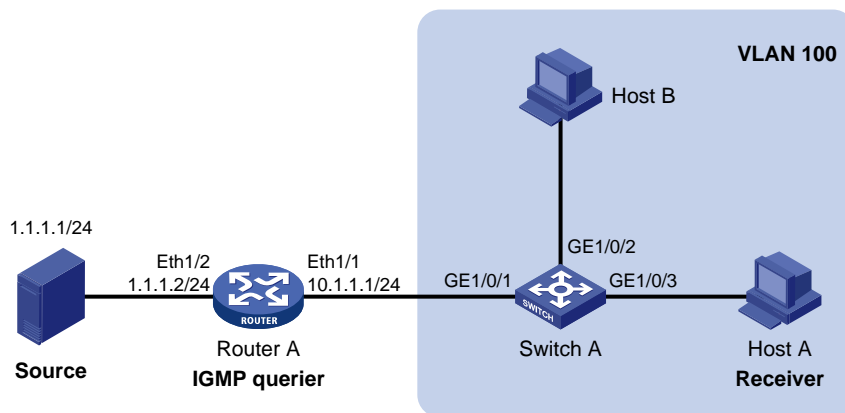 VLAN 100
Host B
1.1.1.1/24
Eth1/2
1.1.1.2/24
Eth1/1
10.1.1.1/24
GE1/0/1
GE1/0/2
GE1/0/3
ROUTER
SWITCH
Router A
IGMP querier
Source
Switch A
Host A
Receiver